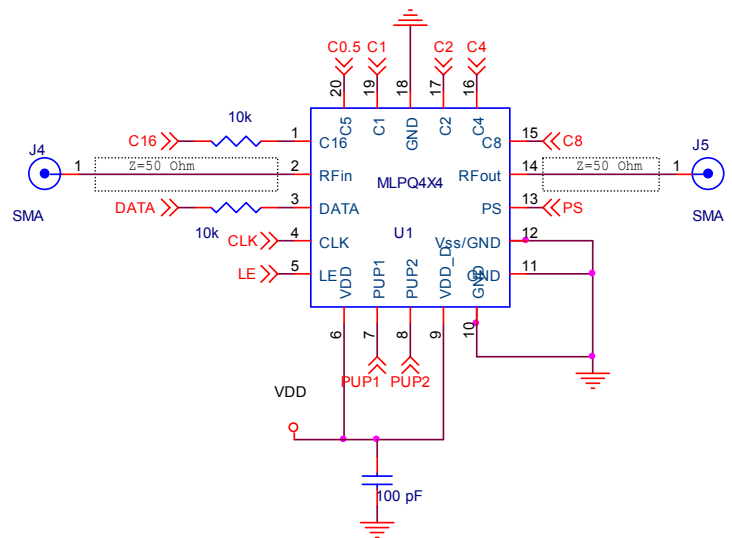 C0.5 C1 C2 C4
20 19 18 17 16
C5 C1 GND C2 C4
10k
C16 1 C16 C8 15 C8
J4 J5
1 Z=50 Ohm 2 RFin RFout 14 Z=50 Ohm 1
MLPQ4X4
SMA SMA
DATA 3 DATA PS 13 PS
10k
U1
CLK 4 CLK Vss/GND 12
LE 5 LE GND 11
VDD PUP1 PUP2 VDD_D GND
6 7 8 9 10
PUP1 PUP2
VDD
100 pF